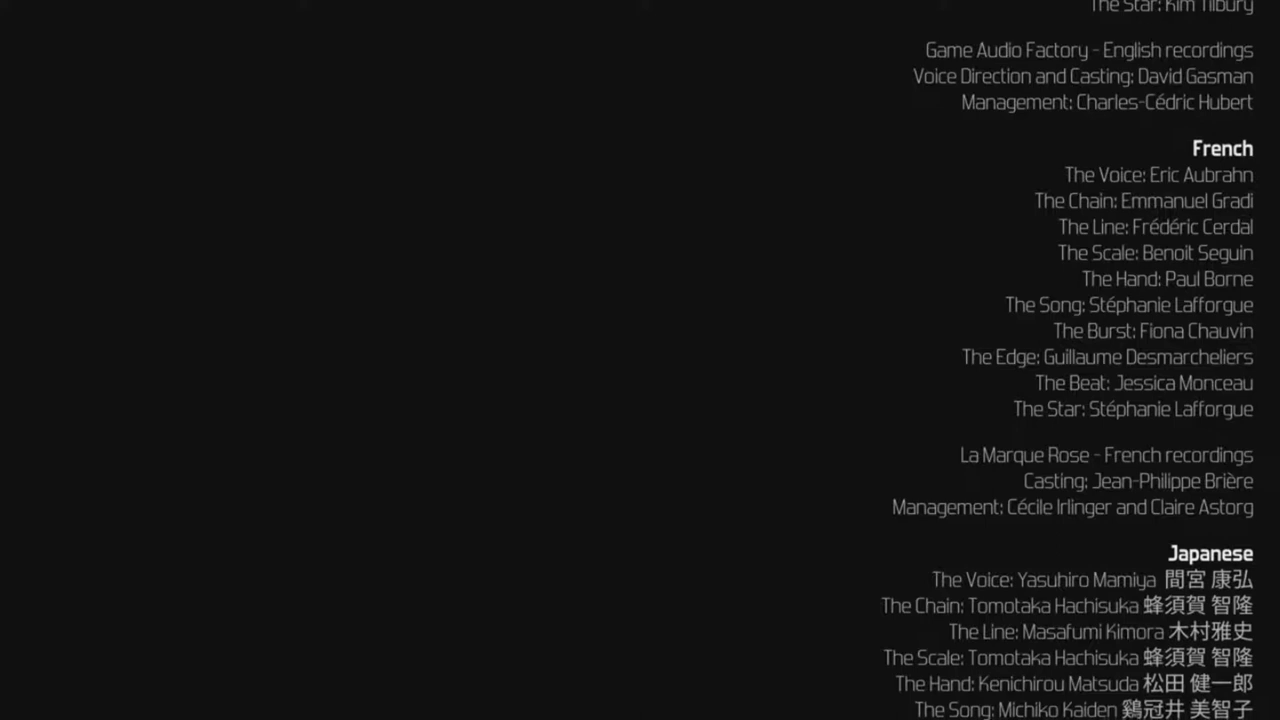 The Star: Kim Tilbury
Game Audio Factory - English recordings
Voice Direction and Casting: David Gasman
Management: Charles-Cédric Hubert
French
The Voice: Eric Aubrahn
The Chain: Emmanuel Gradi
The Line: Frédéric Cerdal
The Scale: Benoit Seguin
The Hand: Paul Borne
The Song: Stéphanie Lafforgue
The Burst: Fiona Chauvin
The Edge: Guillaume Desmarcheliers
The Beat: Jessica Monceau
The Star: Stéphanie Lafforgue
La Marque Rose - French recordings
Casting: Jean-Philippe Brière
Management: Cécile Irlinger and Claire Astorg
Japanese
The Voice: Yasuhiro Mamiya 間宮 康弘
The Chain: Tomotaka Hachisuka 蜂須賀 智隆
The Line: Masafumi Kimora 木村雅史
The Scale: Tomotaka Hachisuka 蜂須賀 智隆
The Hand: Kenichirou Matsuda 松田 健一郎
The Song: Michiko Kaiden 鷄冠井 美智子